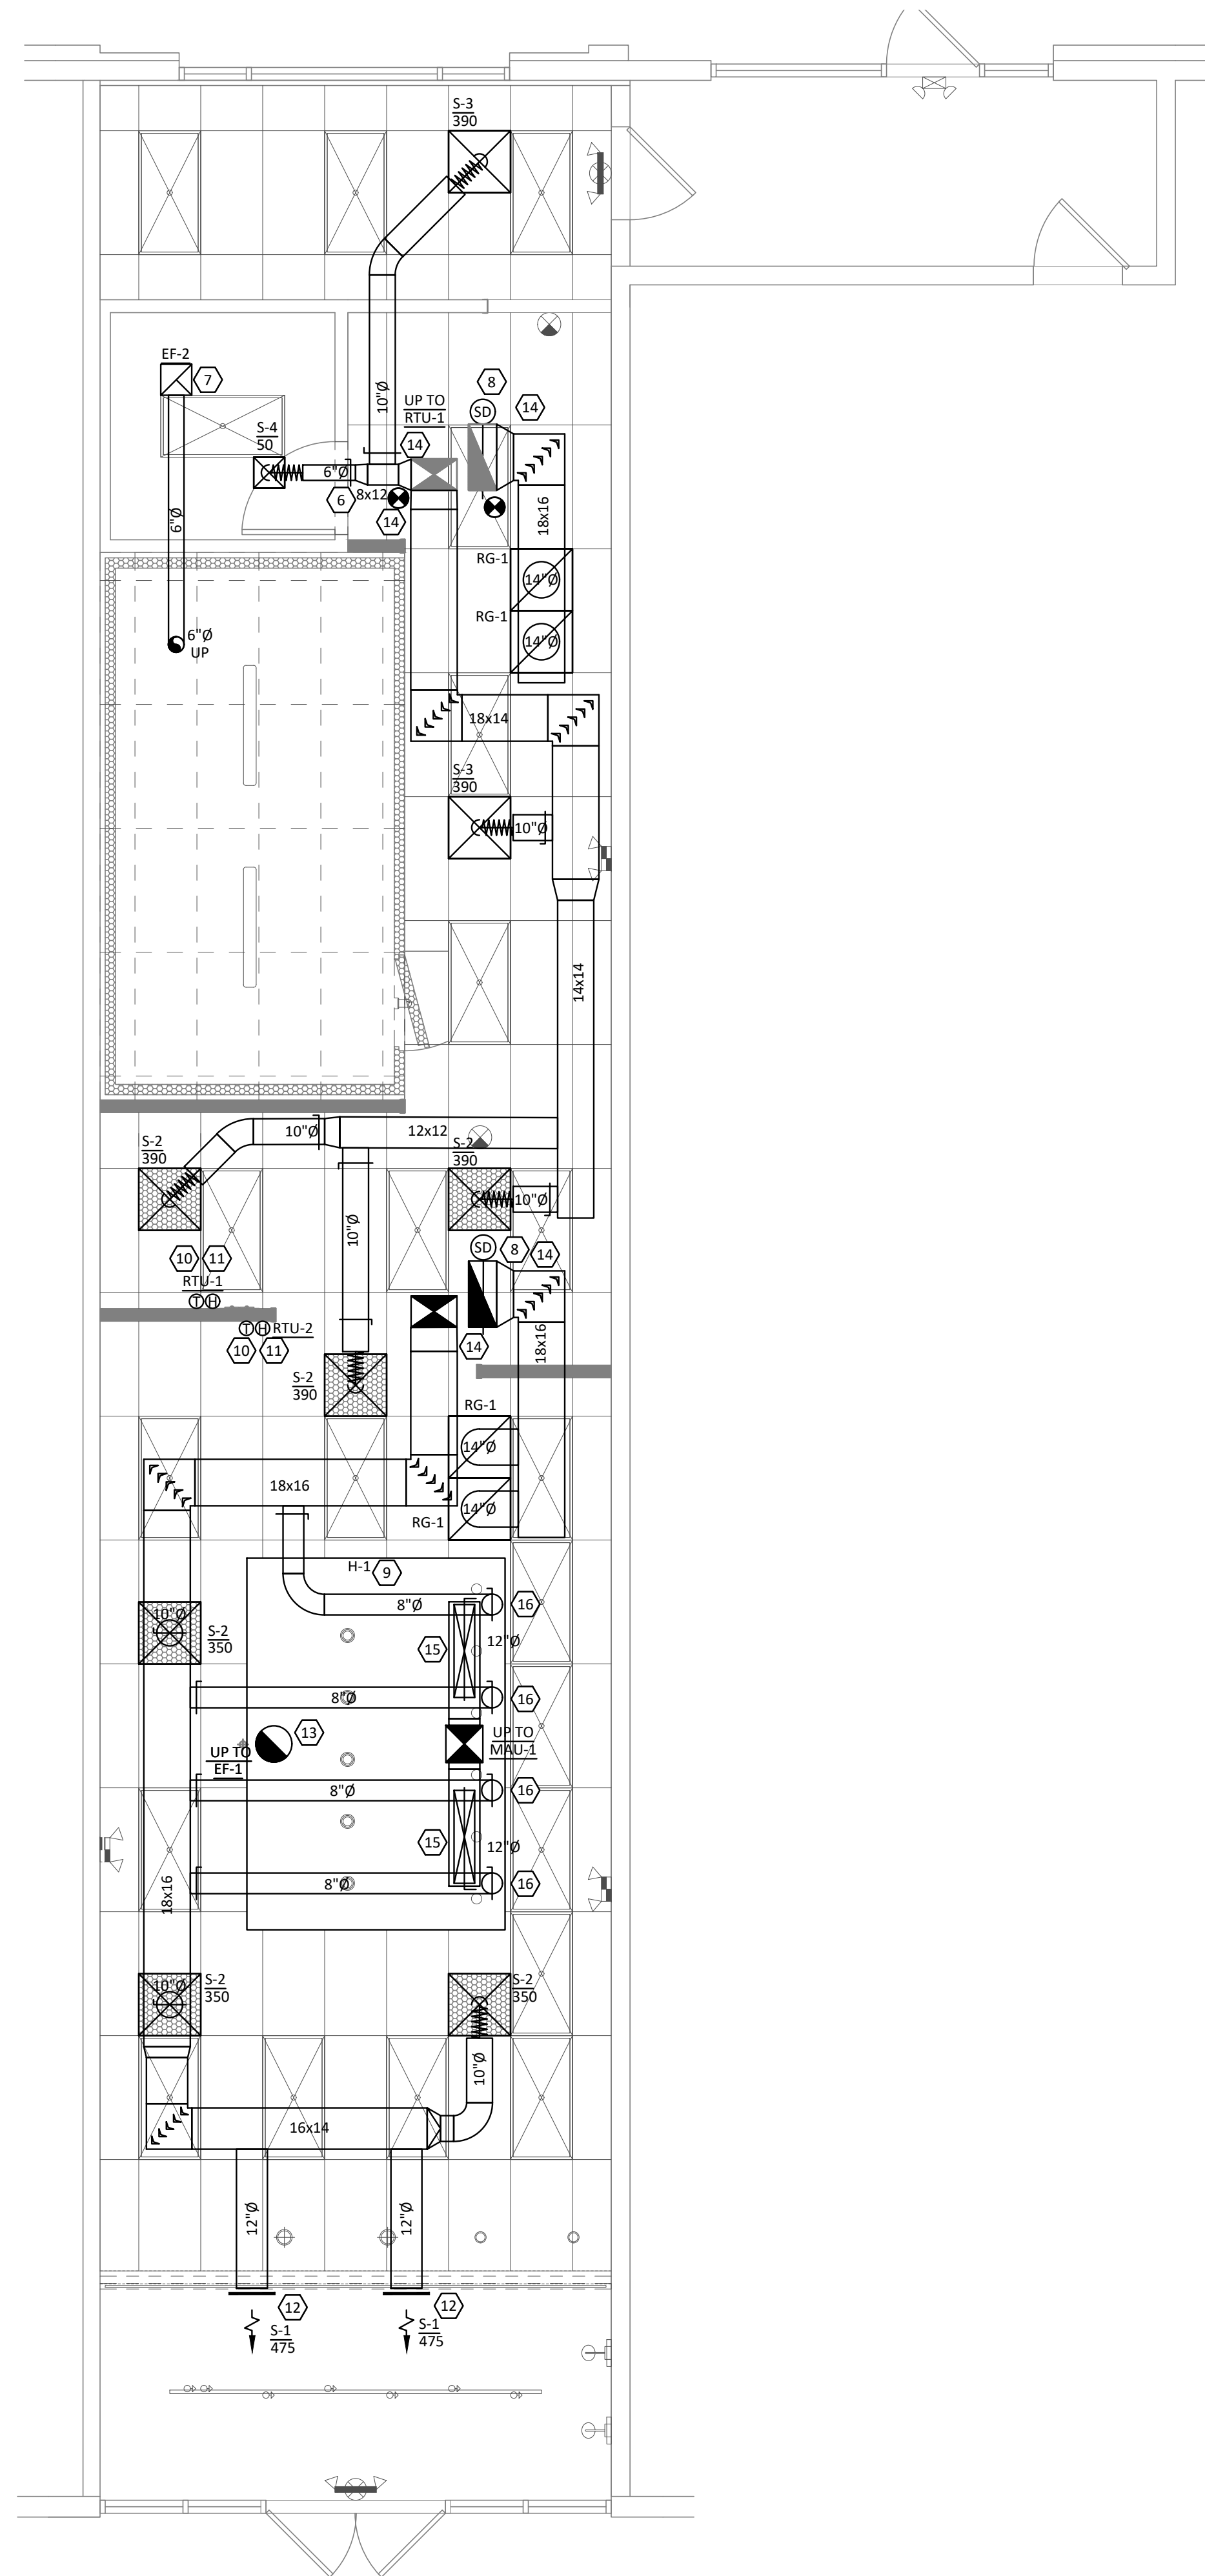 S-3
390
EF-2
7
8
SD
14
UP TO
RTU-1
10"Ø
S-4
50
14
6"Ø
6
8x12
14
18x16
6"Ø
RG-1
14"Ø
RG-1
14"Ø
6"Ø
UP
18x14
S-3
390
10"Ø
14x14
10"Ø
12x12
S-2
390
S-2
390
10"Ø
10"Ø
10
11
SD
8
14
RTU-1
T
H
T
H
RTU-2
10
11
14
18x16
S-2
390
RG-1
14"Ø
18x16
14"Ø
RG-1
H-1
9
8"Ø
16
10"Ø
S-2
350
15
12"Ø
8"Ø
16
13
UP TO
EF-1
UP TO
MAU-1
8"Ø
16
15
12"Ø
8"Ø
16
18x16
10"Ø
S-2
350
S-2
350
10"Ø
16x14
12"Ø
12"Ø
12
12
S-1
475
S-1
475